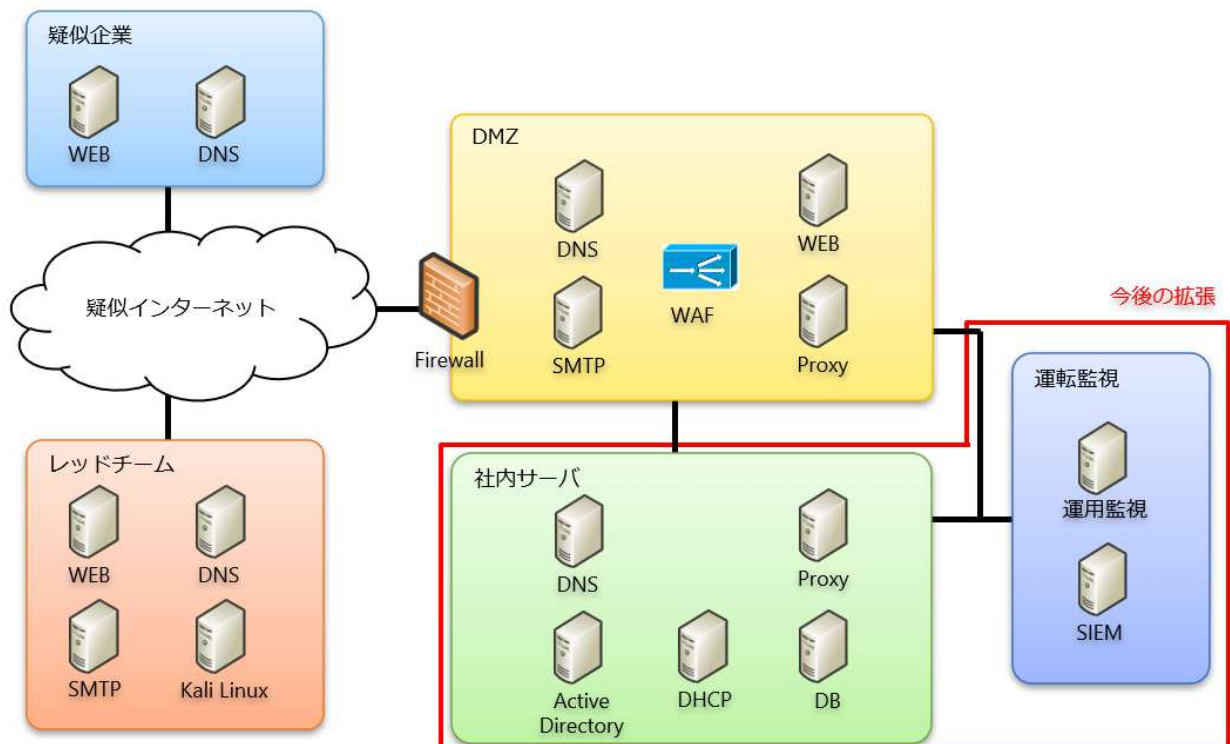 疑似企業
WEB
DNS
疑似インターネット
Firewall
DMZ
DNS
WEB
WAF
SMTP
Proxy
今後の拡張
レッドチーム
WEB
DNS
SMTP
Kali Linux
社内サーバ
DNS
Proxy
Active
Directory
DHCP
DB
運転監視
運用監視
SIEM